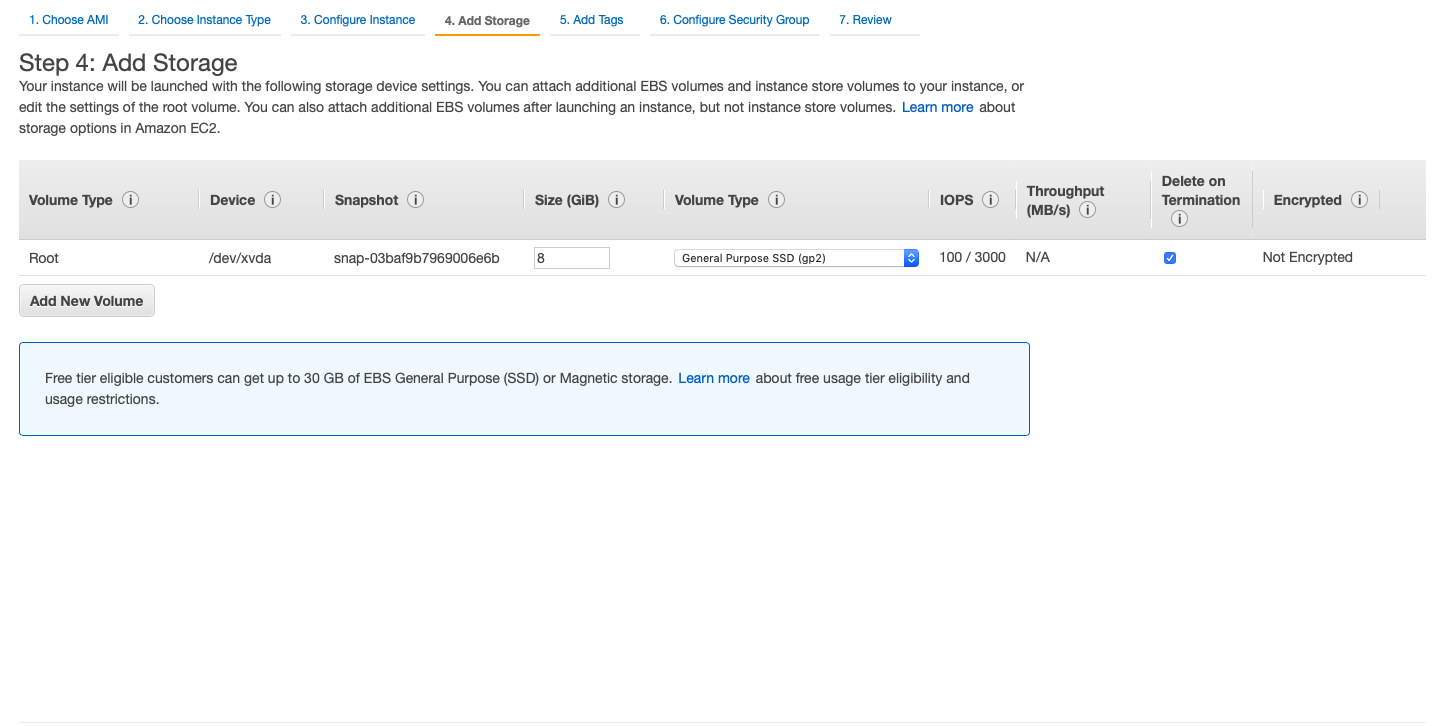 1. Choose AMI 2. Choose Instance Type 3. Configure Instance 4. Add Storage 5. Add Tags 6. Configure Security Group 7. Review
Step 4: Add Storage
Your instance will be launched with the following storage device settings. You can attach additional EBS volumes and instance store volumes to your instance, or
edit the settings of the root volume. You can also attach additional EBS volumes after launching an instance, but not instance store volumes. Learn more about
storage options in Amazon EC2.
Volume Type i Device i Snapshot i Size (GiB) i Volume Type i IOPS i Throughput (MB/s) i Delete on Termination i Encrypted i
Root /dev/xvda snap-03baf9b7969006e6b 8 General Purpose SSD (gp2) 100 / 3000 N/A Not Encrypted
Add New Volume
Free tier eligible customers can get up to 30 GB of EBS General Purpose (SSD) or Magnetic storage. Learn more about free usage tier eligibility and
usage restrictions.